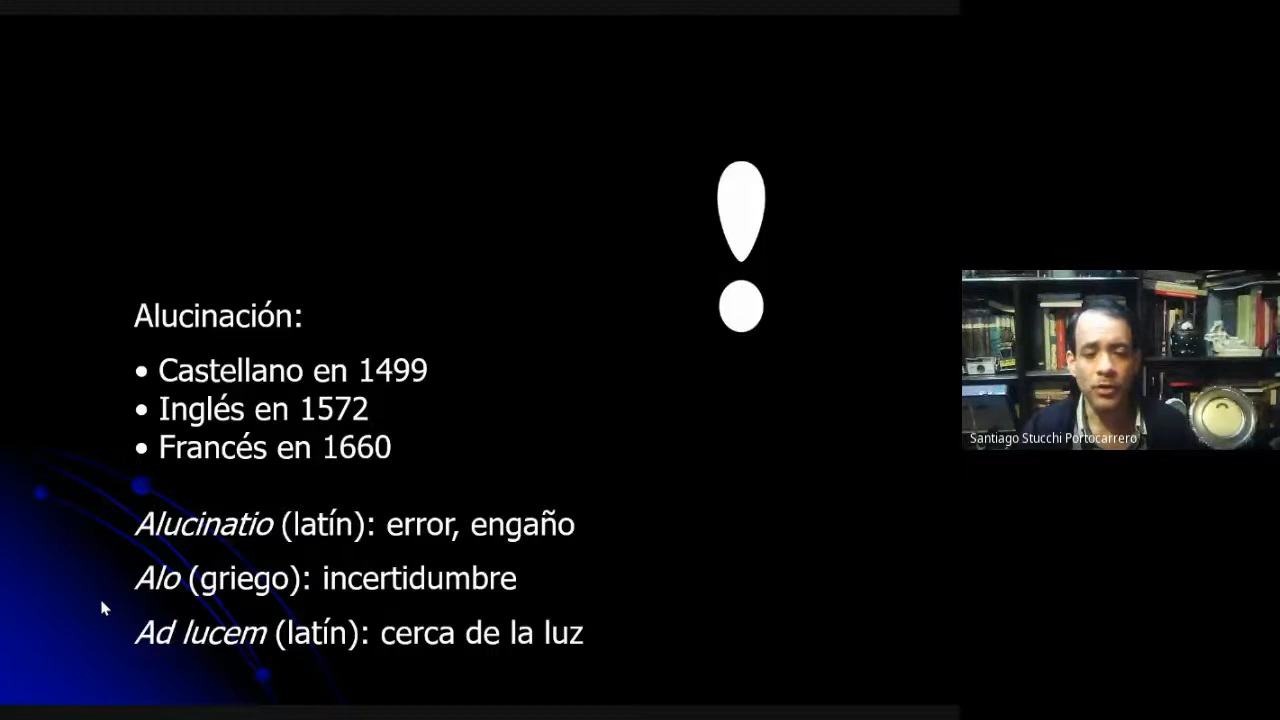 !
Alucinación:
• Castellano en 1499
• Inglés en 1572
• Francés en 1660
Alucinatio (latín): error, engaño
Alo (griego): incertidumbre
Ad lucem (latín): cerca de la luz
Santiago Stucchi Portocarrero